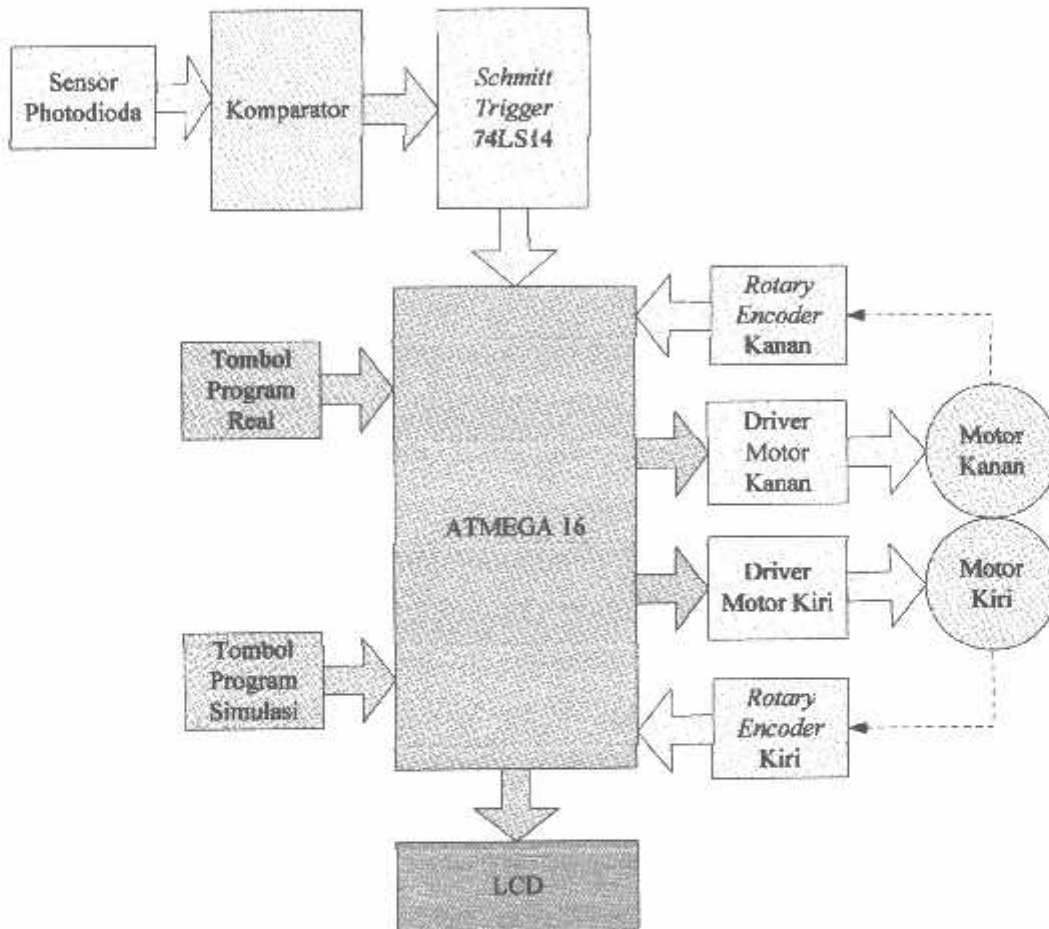 Sensor
Photodioda
Komparator
Schmitt
Trigger
74LS14
Rotary
Encoder
Kanan
Tombol
Program
Real
Driver
Motor
Kanan
Motor
Kanan
ATMEGA 16
Driver
Motor Kiri
Motor
Kiri
Tombol
Program
Simulasi
Rotary
Encoder
Kiri
LCD